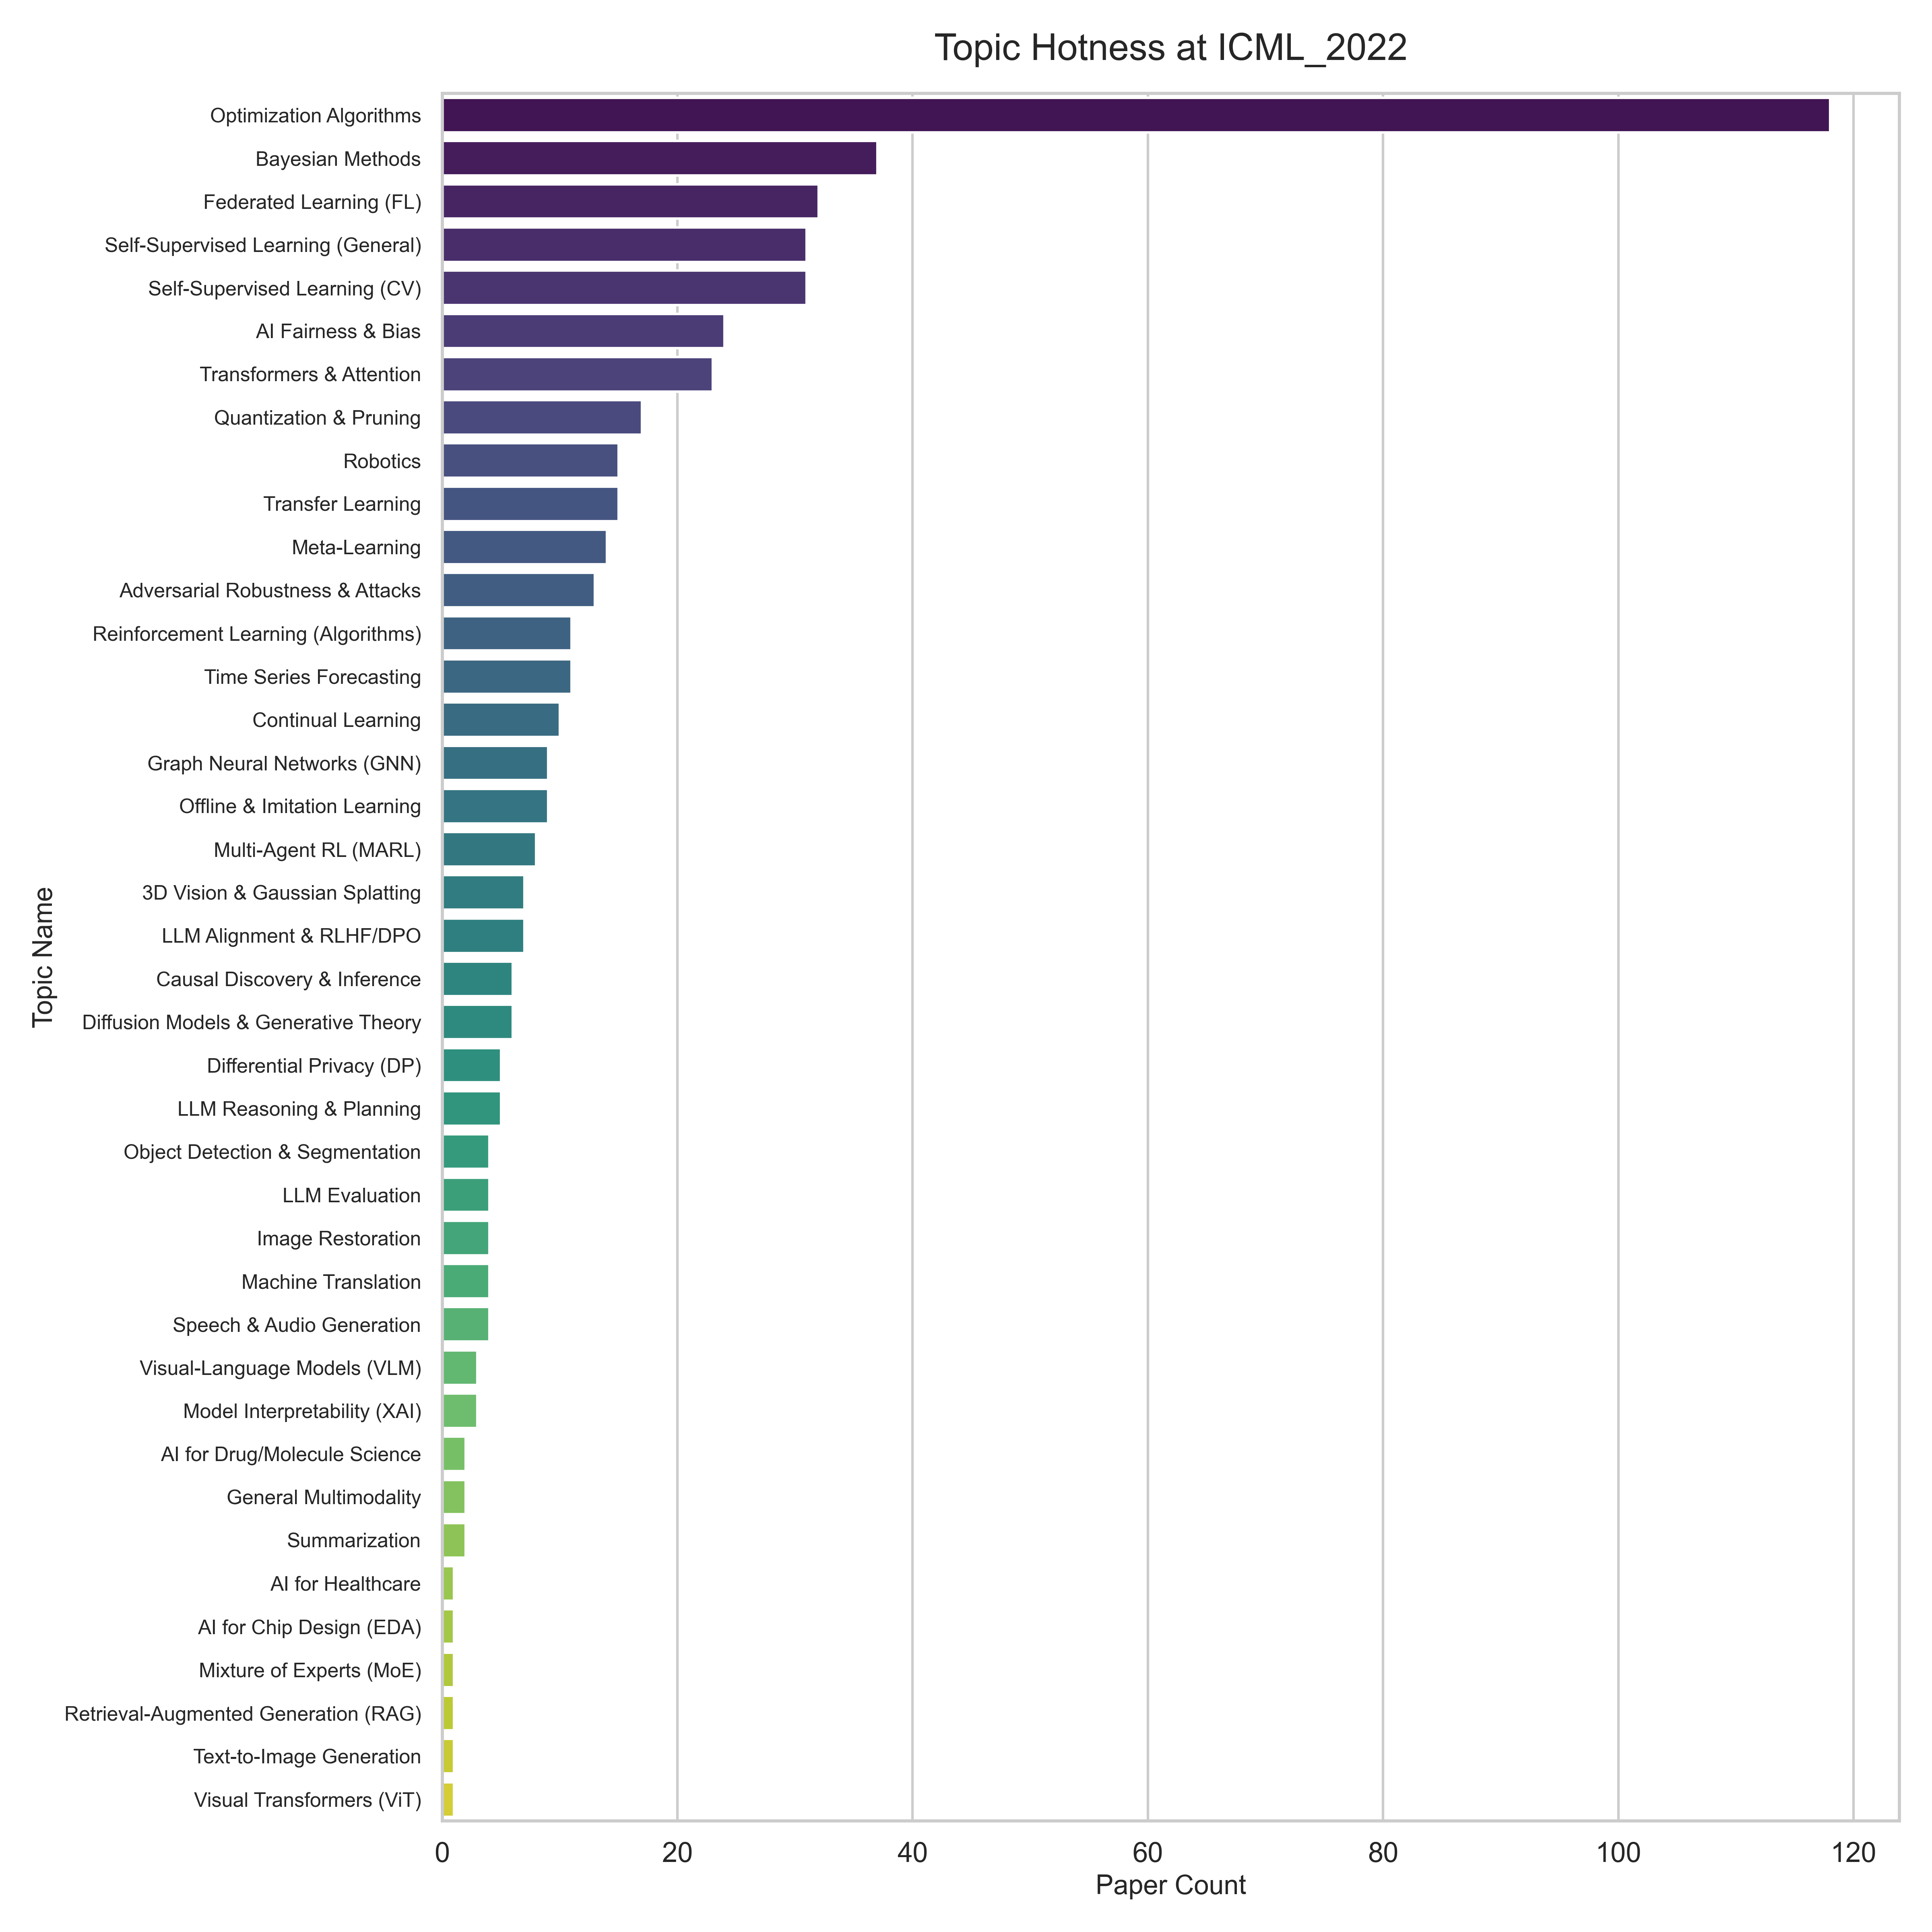 Topic Hotness at ICML_2022
Topic Name
Optimization Algorithms
Bayesian Methods
Federated Learning (FL)
Self-Supervised Learning (General)
Self-Supervised Learning (CV)
AI Fairness & Bias
Transformers & Attention
Quantization & Pruning
Robotics
Transfer Learning
Meta-Learning
Adversarial Robustness & Attacks
Reinforcement Learning (Algorithms)
Time Series Forecasting
Continual Learning
Graph Neural Networks (GNN)
Offline & Imitation Learning
Multi-Agent RL (MARL)
3D Vision & Gaussian Splatting
LLM Alignment & RLHF/DPO
Causal Discovery & Inference
Diffusion Models & Generative Theory
Differential Privacy (DP)
LLM Reasoning & Planning
Object Detection & Segmentation
LLM Evaluation
Image Restoration
Machine Translation
Speech & Audio Generation
Visual-Language Models (VLM)
Model Interpretability (XAI)
AI for Drug/Molecule Science
General Multimodality
Summarization
AI for Healthcare
AI for Chip Design (EDA)
Mixture of Experts (MoE)
Retrieval-Augmented Generation (RAG)
Text-to-Image Generation
Visual Transformers (ViT)
0 20 40 60 80 100 120
Paper Count